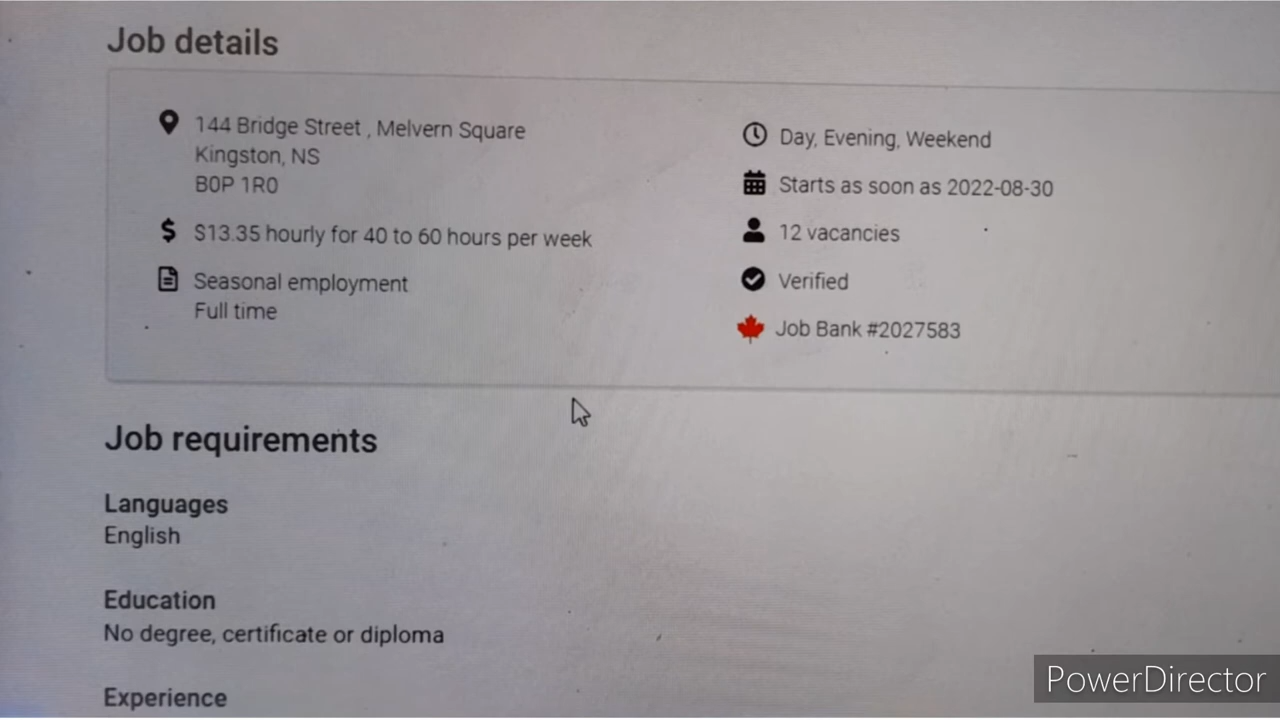 Job details
144 Bridge Street , Melvern Square
Kingston, NS
B0P 1R0
$13.35 hourly for 40 to 60 hours per week
Seasonal employment
Full time
Day, Evening, Weekend
Starts as soon as 2022-08-30
12 vacancies
Verified
Job Bank #2027583
Job requirements
Languages
English
Education
No degree, certificate or diploma
Experience
PowerDirector